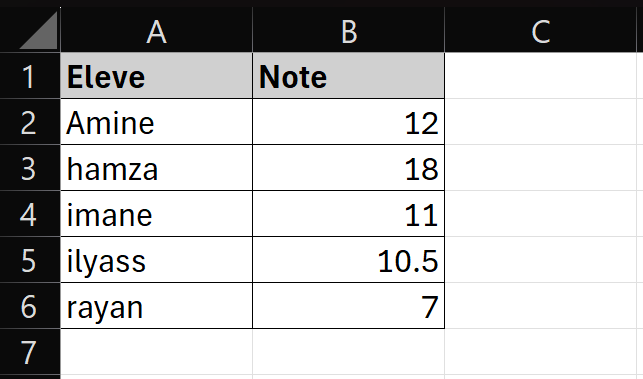 A B C
1 Eleve Note
2 Amine 12
3 hamza 18
4 imane 11
5 ilyass 10.5
6 rayan 7
7